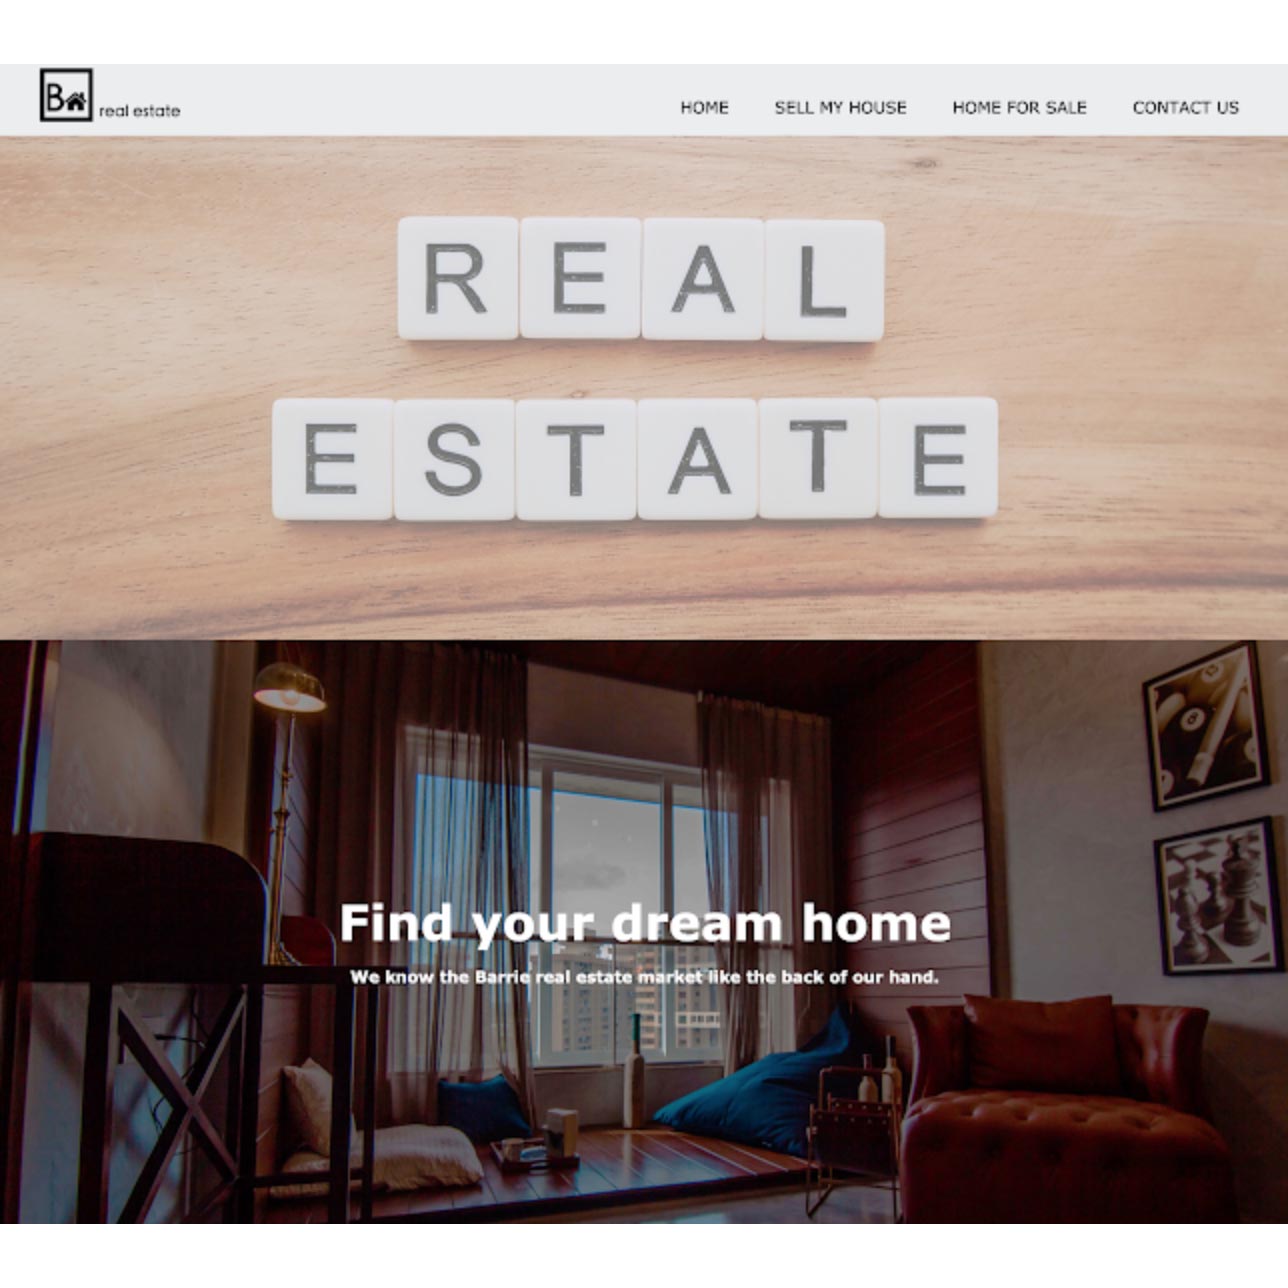 B real estate
HOME SELL MY HOUSE HOME FOR SALE CONTACT US
REAL
ESTATE
Find your dream home
We know the Barrie real estate market like the back of our hand.